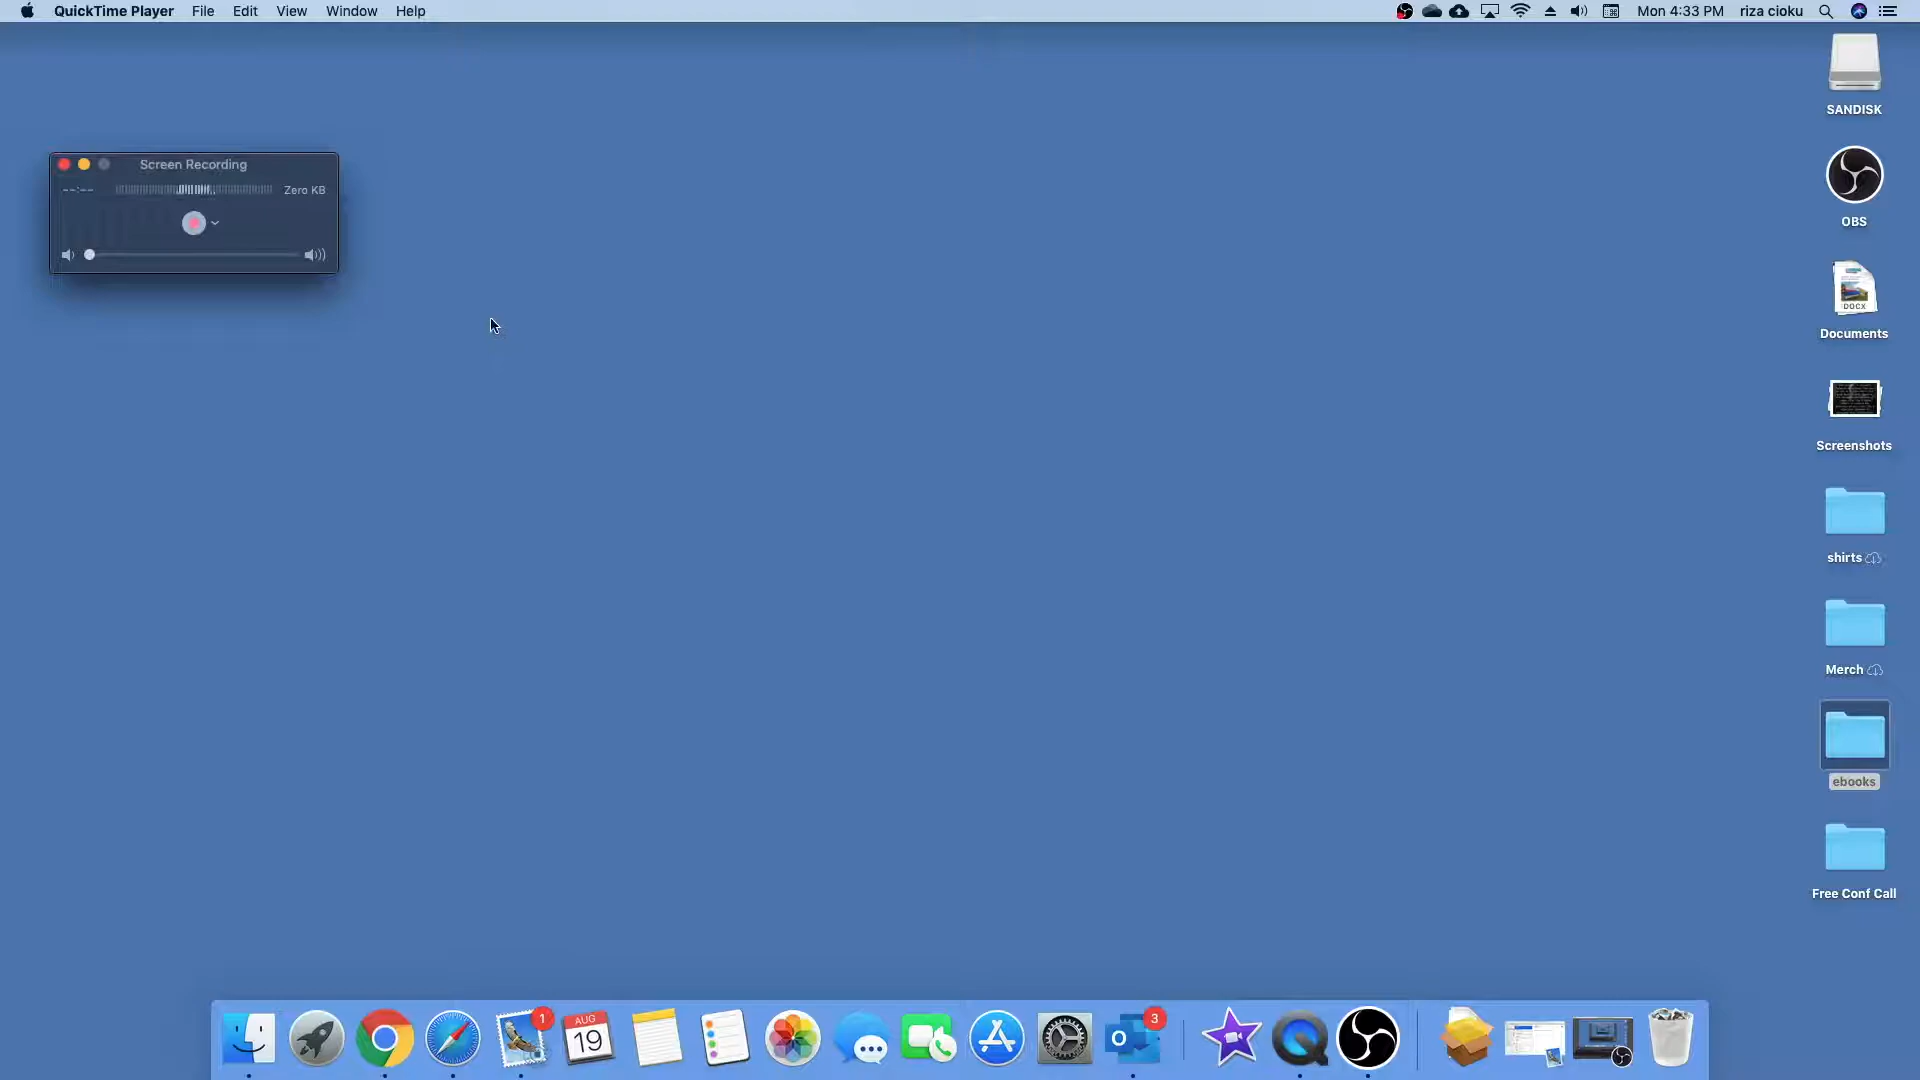 QuickTime Player File Edit View Window Help Mon 4:33 PM riza cioku
SANDISK
Screen Recording
--:-- Zero KB
OBS
DOCX
Documents
Screenshots
shirts
Merch
ebooks
Free Conf Call
1
AUG
19
3